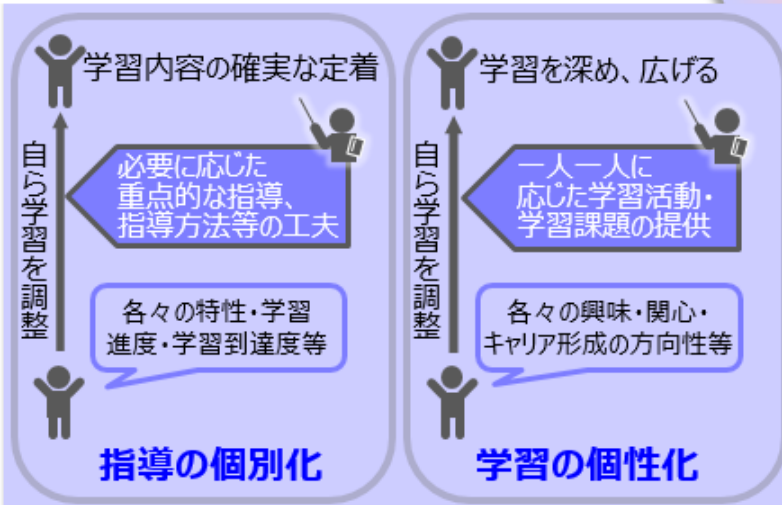 学習内容の確実な定着
必要に応じた
重点的な指導、
指導方法等の工夫
自ら学習を調整
各々の特性・学習
進度・学習到達度等
指導の個別化
学習を深め、広げる
一人一人に
応じた学習活動・
学習課題の提供
自ら学習を調整
各々の興味・関心・
キャリア形成の方向性等
学習の個性化